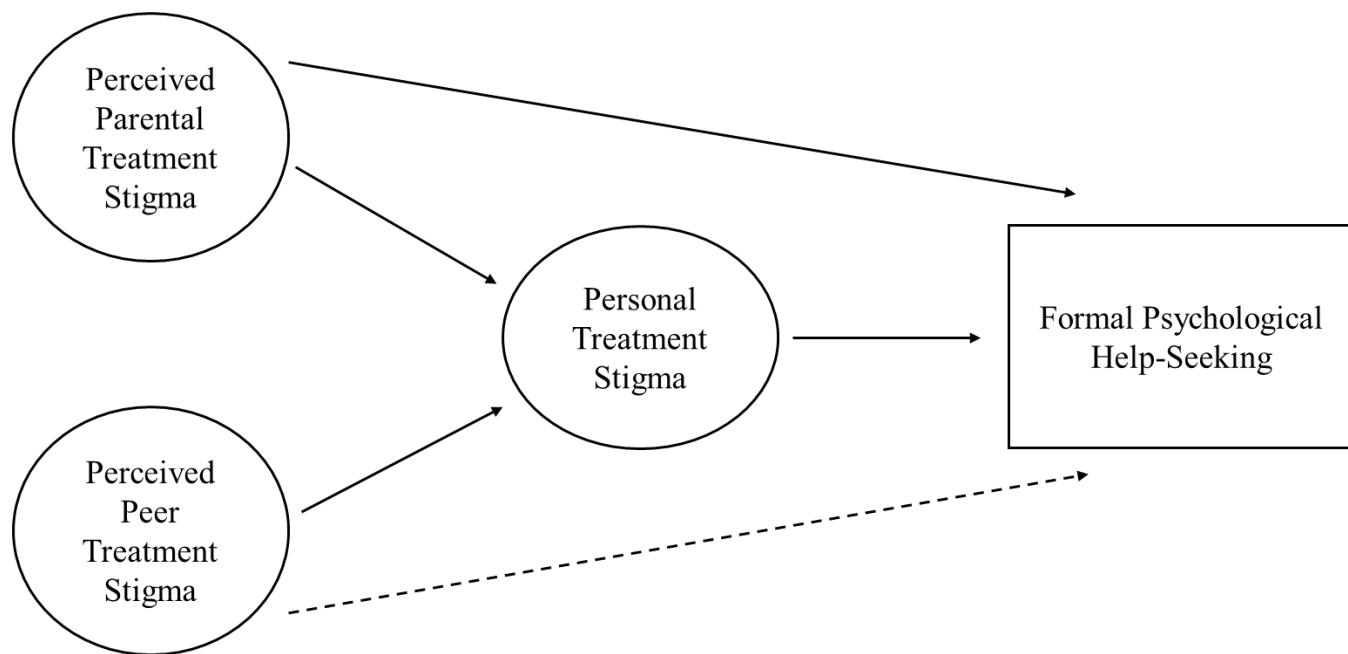 Perceived
Parental
Treatment
Stigma
Personal
Treatment
Stigma
Formal Psychological
Help-Seeking
Perceived
Peer
Treatment
Stigma